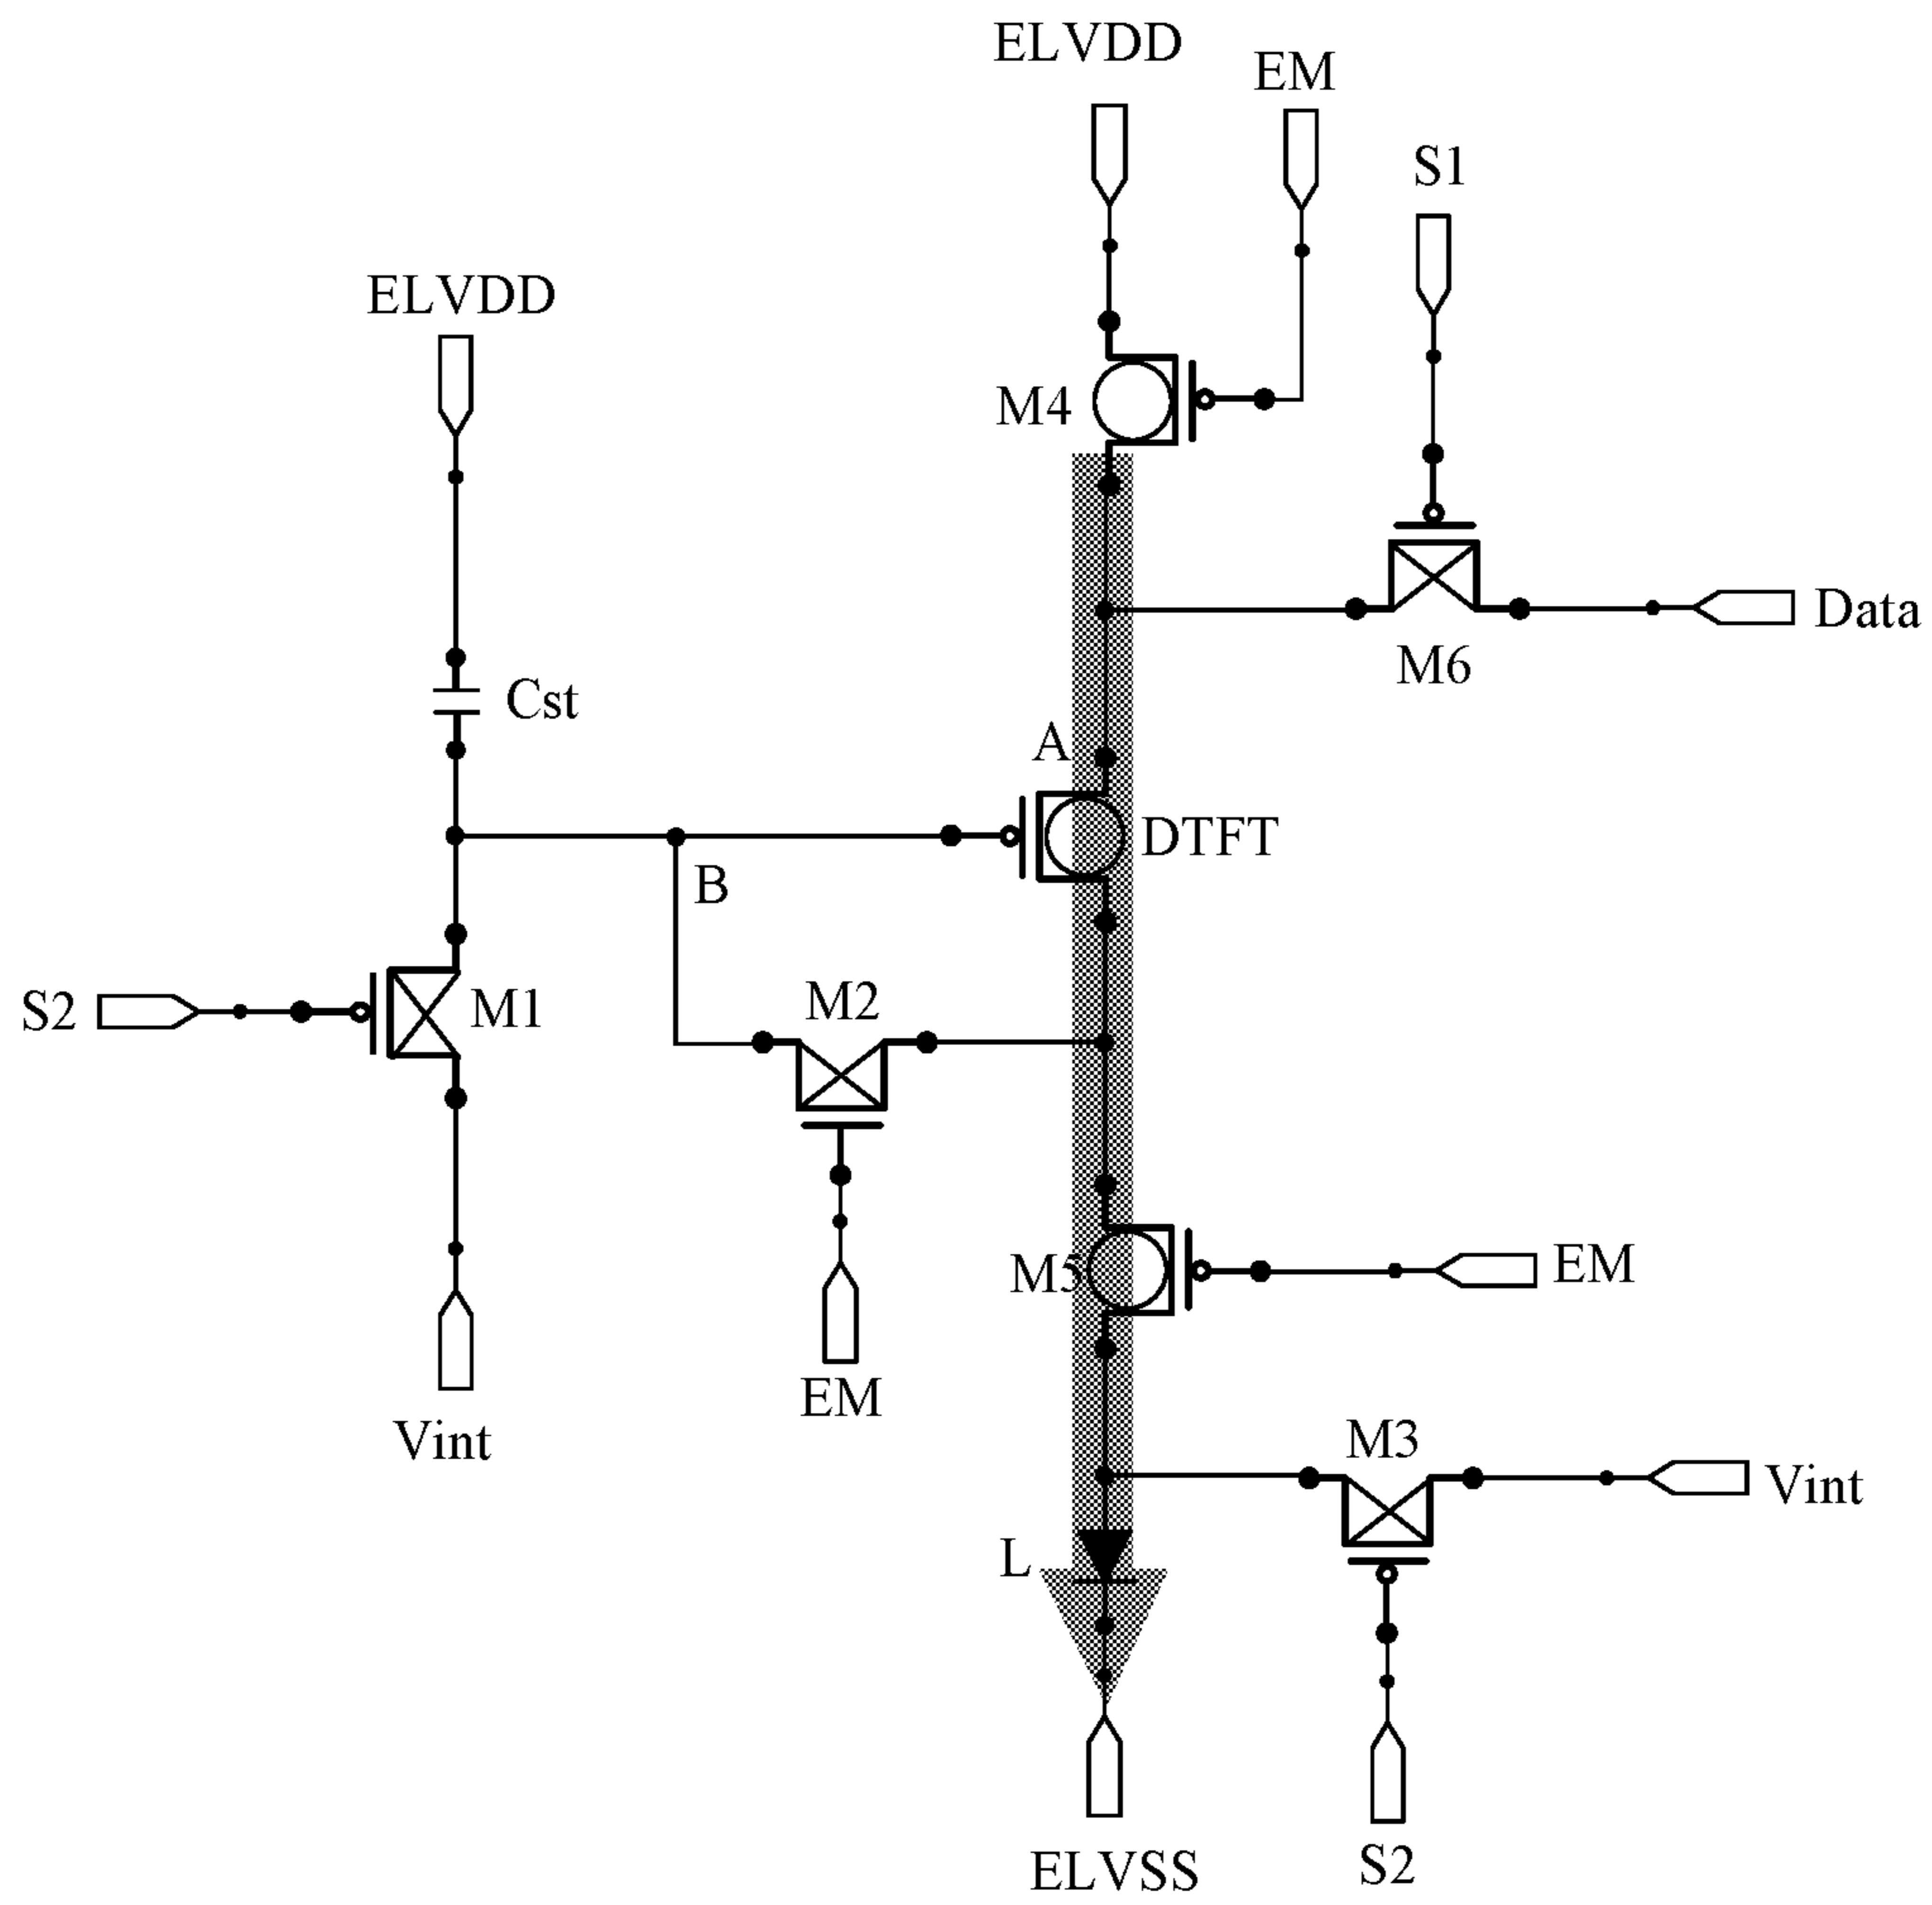 ELVDD
EM
S1
ELVDD
M4
Data
M6
Cst
A
DTFT
B
M2
S2
M1
M5
EM
EM
Vint
M3
Vint
L
ELVSS
S2